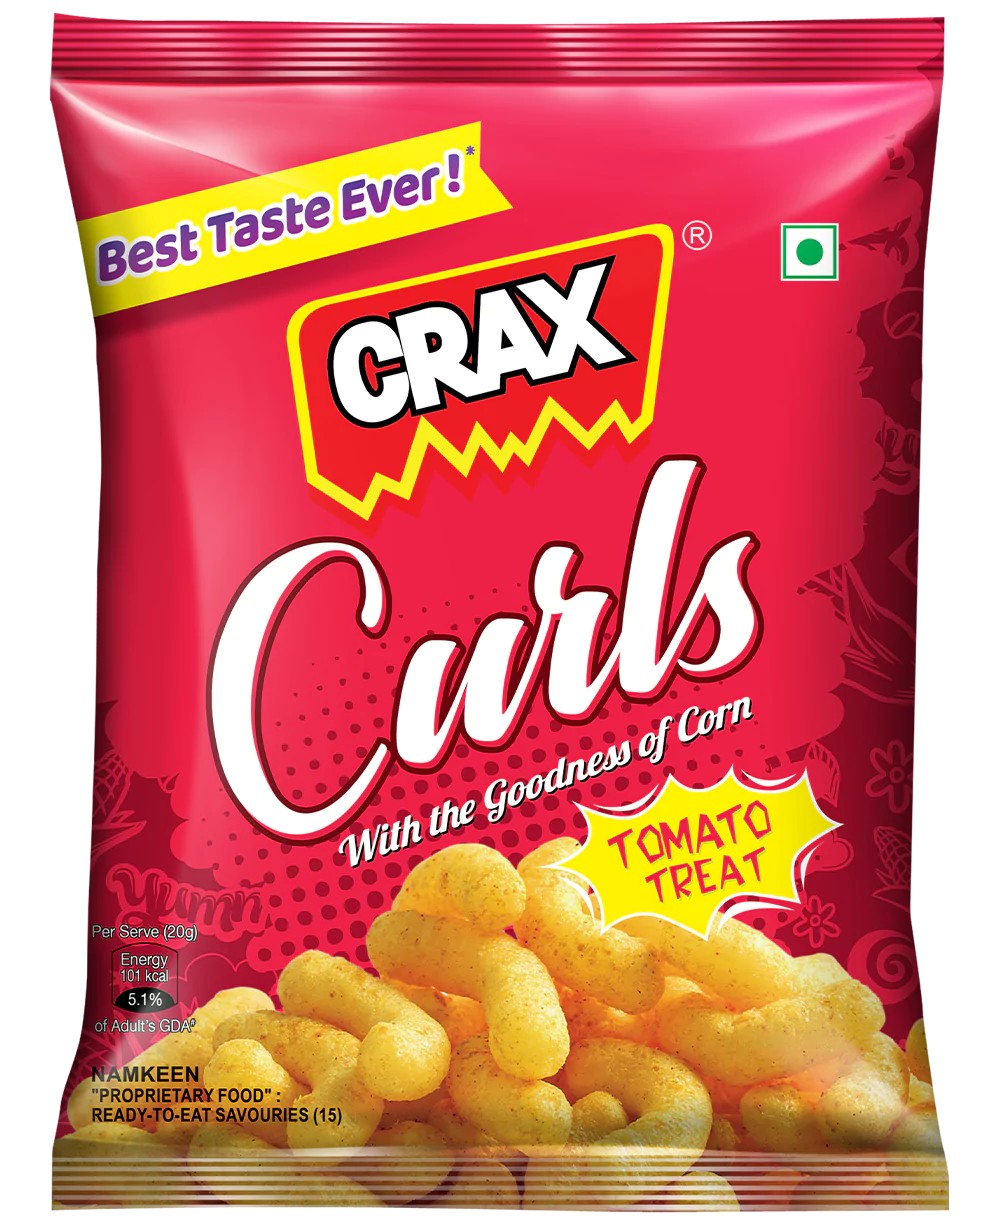 Best Taste Ever!*
CRAX ®
Curls
With the Goodness of Corn
TOMATO
TREAT
Yumm
Per Serve (20g)
Energy
101 kcal
5.1%
of Adult's GDA#
NAMKEEN
"PROPRIETARY FOOD" :
READY-TO-EAT SAVOURIES (15)